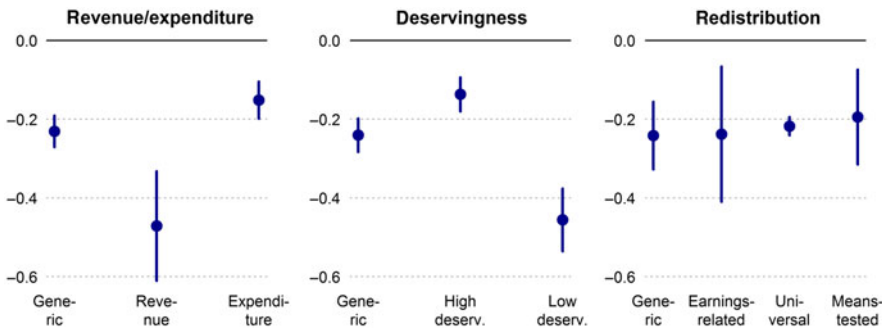 Revenue/expenditure Deservingness Redistribution
0.0 0.0 0.0
–0.2 –0.2 –0.2
–0.4 –0.4 –0.4
–0.6 –0.6 –0.6
Gene- Reve- Expendi- Gene- High Low Gene- Earnings- Uni- Means-
ric nue ture ric deserv. deserv. ric related versal tested